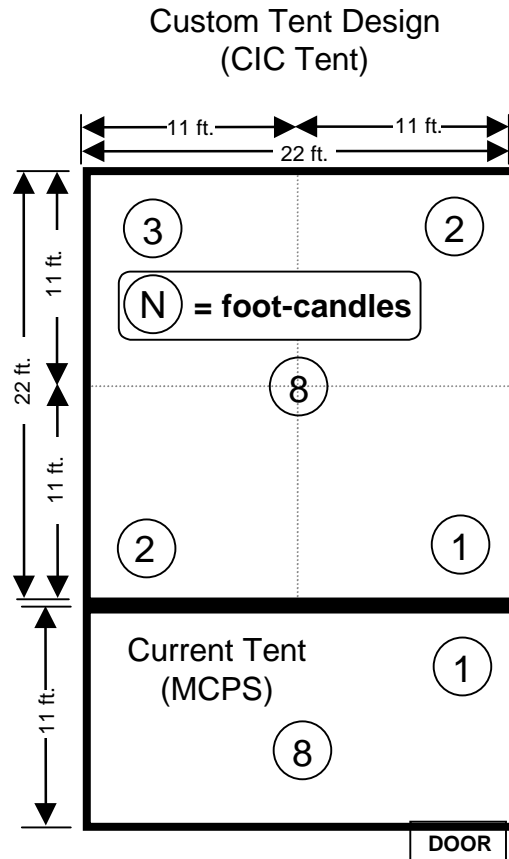 Custom Tent Design
(CIC Tent)
11 ft.
11 ft.
22 ft.
3
2
11 ft.
N = foot-candles
22 ft.
8
11 ft.
2
1
Current Tent
(MCPS)
1
11 ft.
8
DOOR